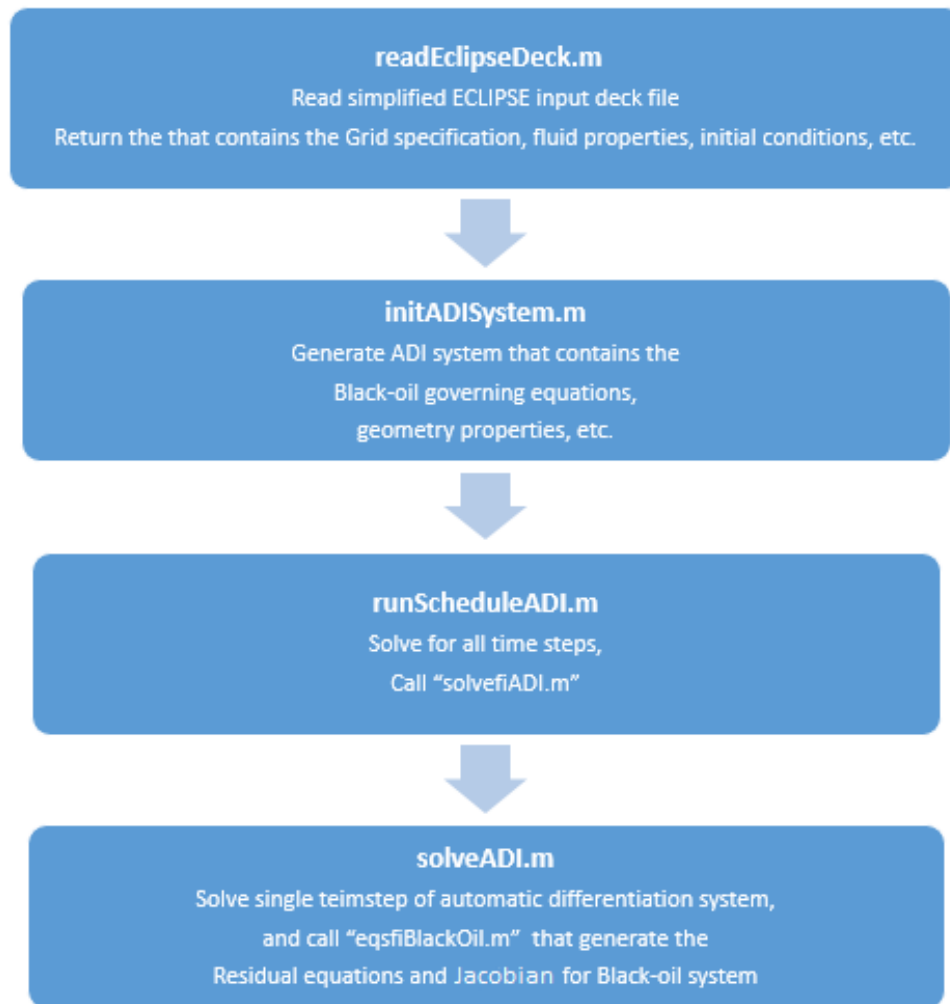 readEclipseDeck.m
Read simplified ECLIPSE input deck file
Return the that contains the Grid specification, fluid properties, initial conditions, etc.
initADISystem.m
Generate ADI system that contains the
Black-oil governing equations,
geometry properties, etc.
runScheduleADI.m
Solve for all time steps,
Call “solvefiADI.m”
solveADI.m
Solve single teimstep of automatic differentiation system,
and call “eqsfiBlackOil.m” that generate the
Residual equations and Jacobian for Black-oil system